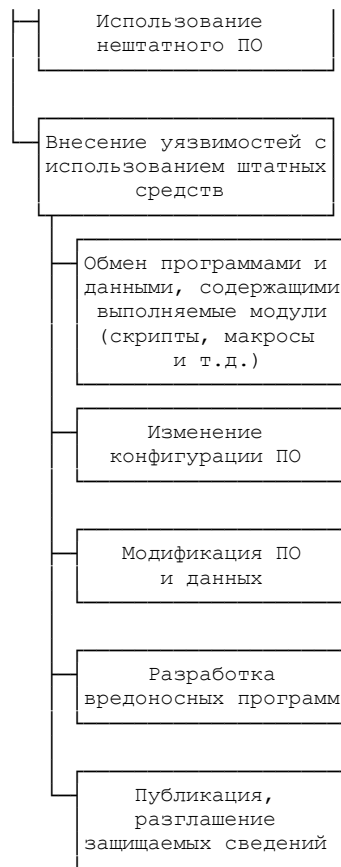 Использование
нештатного ПО
Внесение уязвимостей с
использованием штатных
средств
Обмен программами и
данными, содержащими
выполняемые модули
(скрипты, макросы
и т.д.)
Изменение
конфигурации ПО
Модификация ПО
и данных
Разработка
вредоносных программ
Публикация,
разглашение
защищаемых сведений